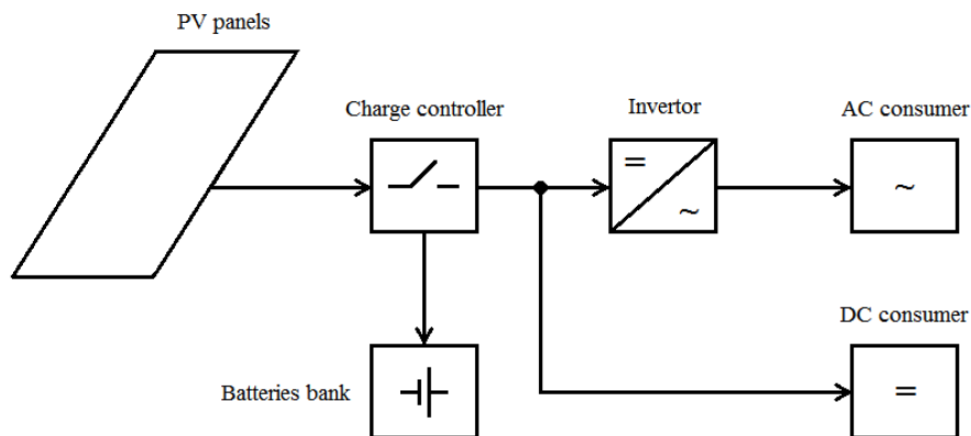 PV panels
Charge controller
Invertor
AC consumer
=
~
~
DC consumer
Batteries bank
=